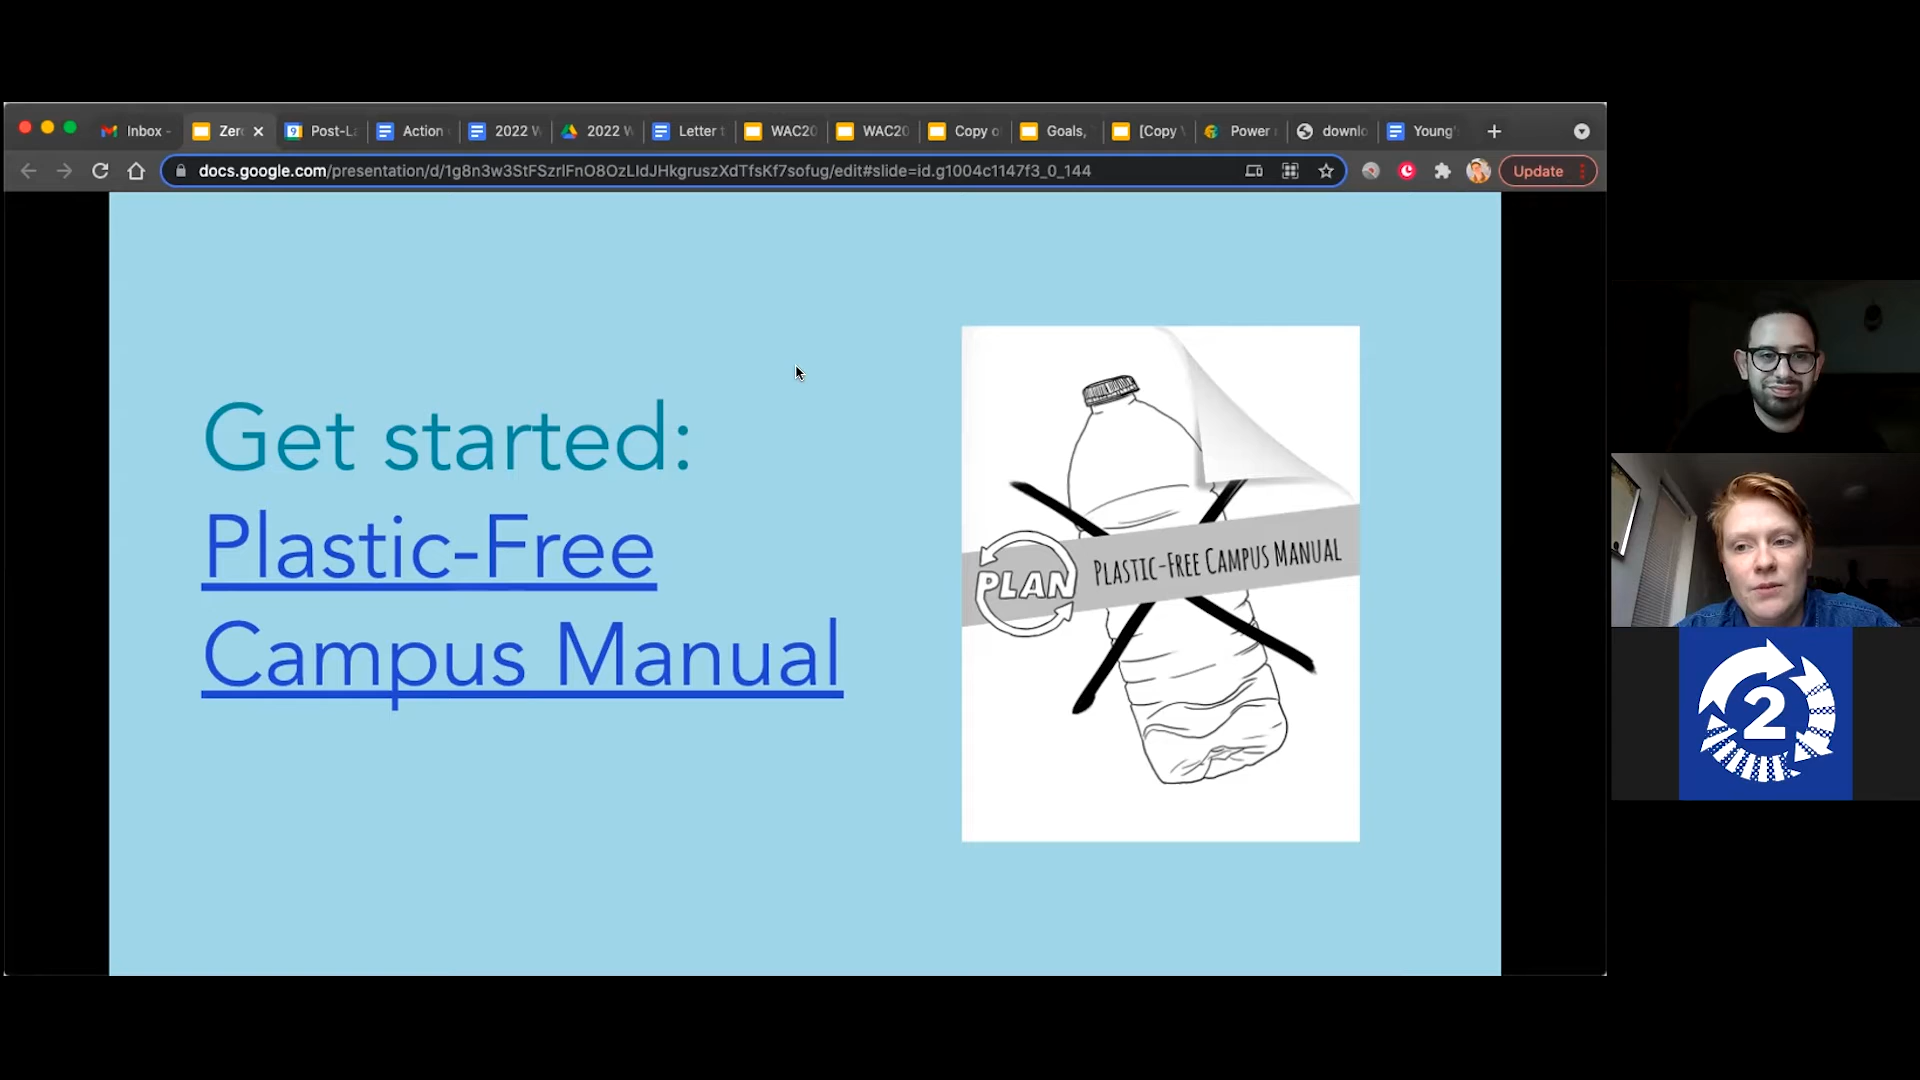 Inbox -
Zer
Post-L
Action
2022 W
2022 W
Letter t
WAC20
WAC20
Copy o
Goals,
[Copy
Power
downlo
Young'
docs.google.com/presentation/d/1g8n3w3StFSzrlFnO8OzLIdJHkgruszXdTfsKf7sofug/edit#slide=id.g1004c1147f3_0_144
Update
Get started:
Plastic-Free
Campus Manual
PLAN
Plastic-Free Campus Manual
2